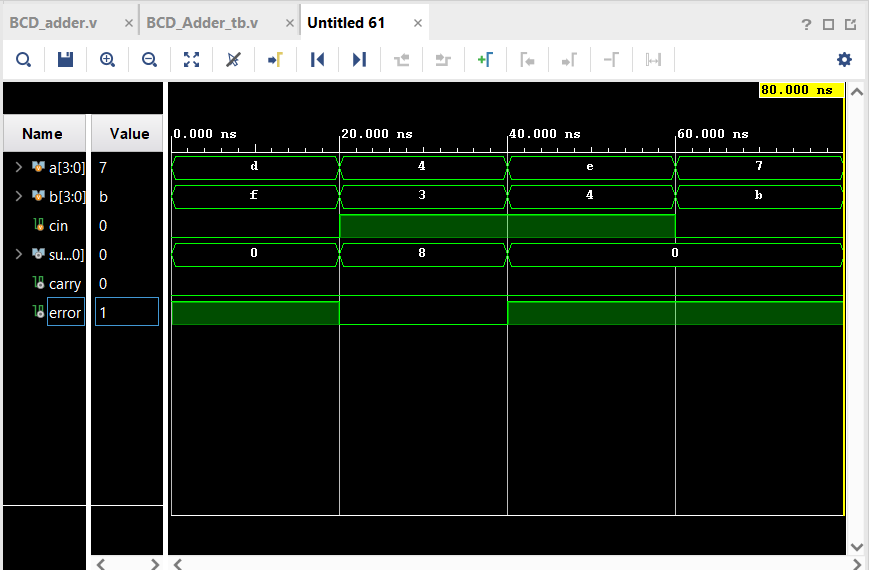 BCD_adder.v × BCD_Adder_tb.v × Untitled 61 × ?
80.000 ns
Name Value 0.000 ns 20.000 ns 40.000 ns 60.000 ns
a[3:0] 7 d 4 e 7
b[3:0] b f 3 4 b
cin 0
su...0] 0 0 8 0
carry 0
error 1